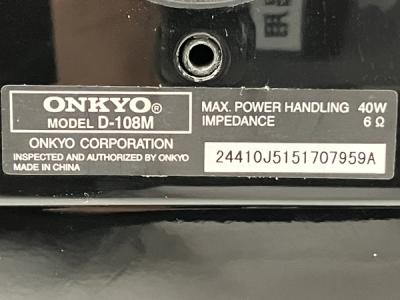 ONKYO®
MODEL D-108M
ONKYO CORPORATION
INSPECTED AND AUTHORIZED BY ONKYO
MADE IN CHINA
MAX. POWER HANDLING 40W
IMPEDANCE 6 Ω
24410J5151707959A